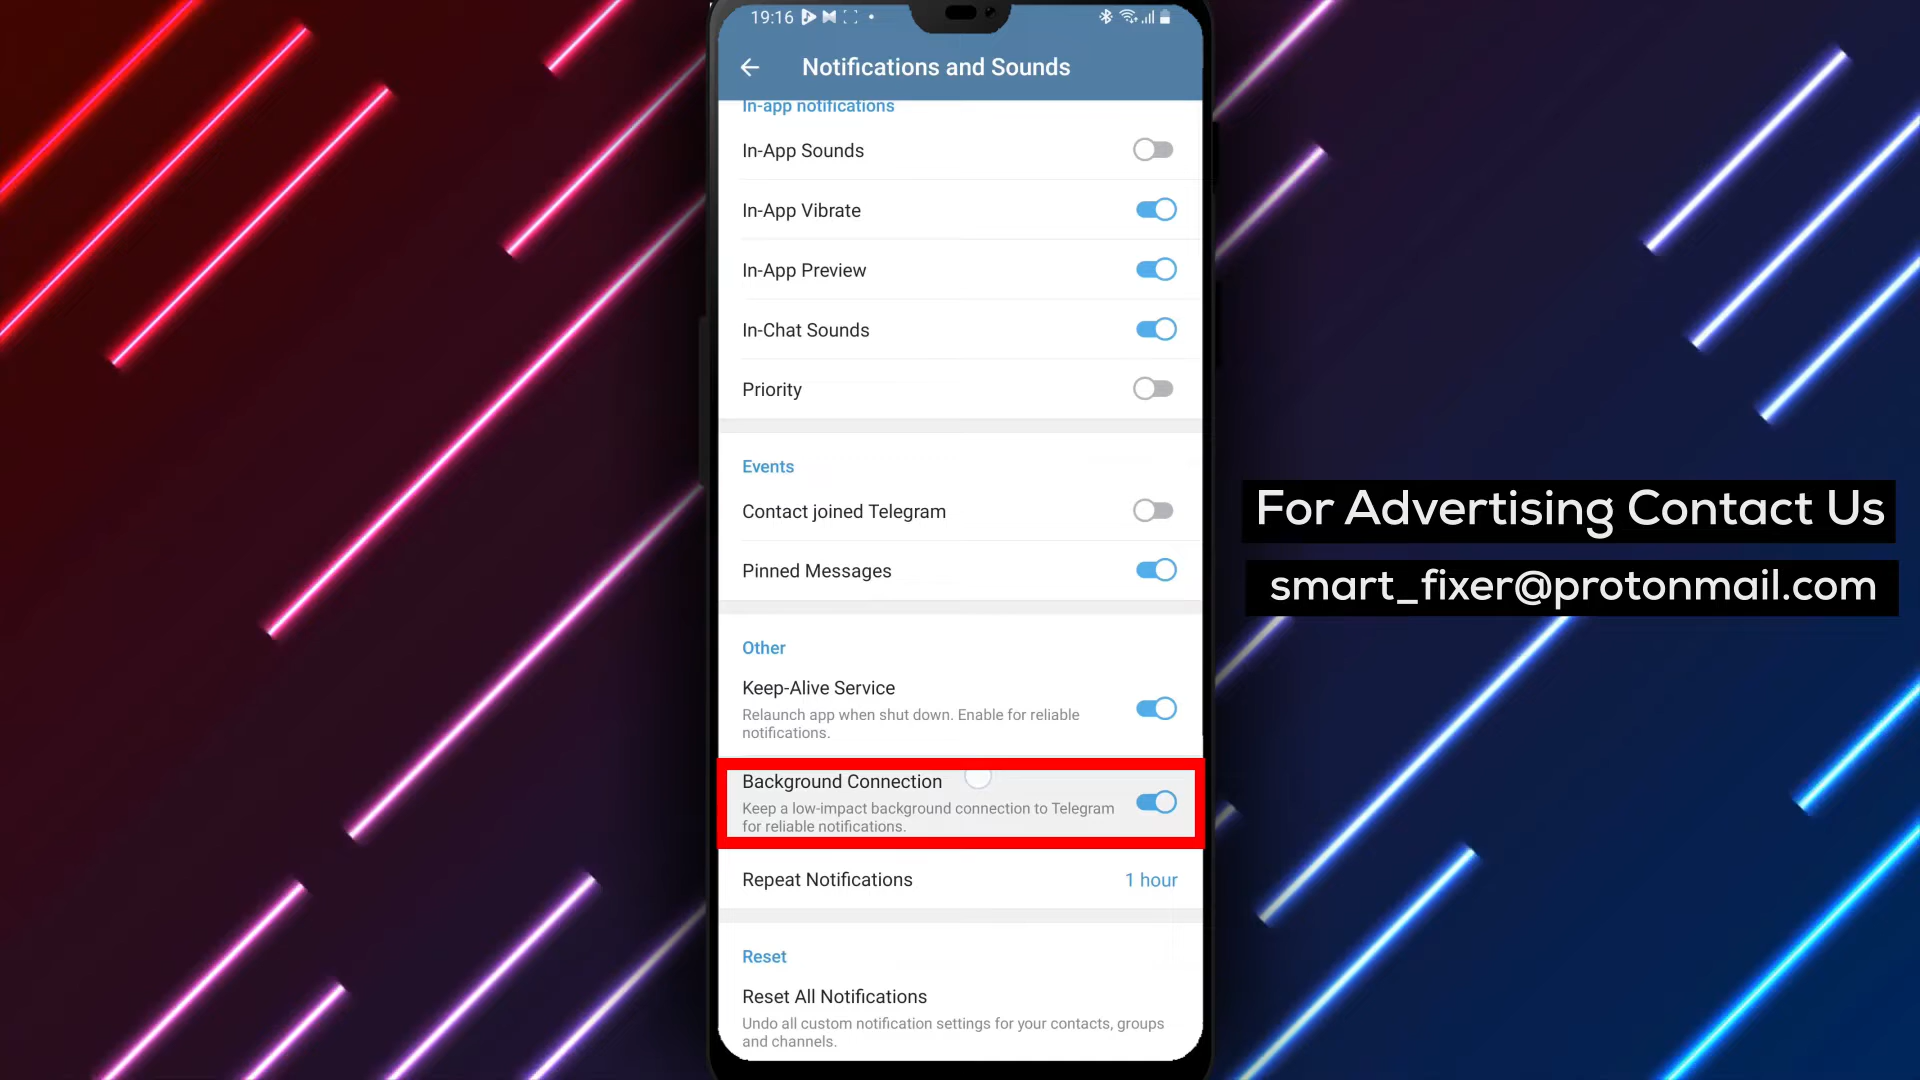 19:16
Notifications and Sounds
In-app notifications
In-App Sounds
In-App Vibrate
In-App Preview
In-Chat Sounds
Priority
Events
Contact joined Telegram
Pinned Messages
Other
Keep-Alive Service
Relaunch app when shut down. Enable for reliable
notifications.
Background Connection
Keep a low-impact background connection to Telegram
for reliable notifications.
Repeat Notifications 1 hour
Reset
Reset All Notifications
Undo all custom notification settings for your contacts, groups
and channels.
For Advertising Contact Us
smart_fixer@protonmail.com